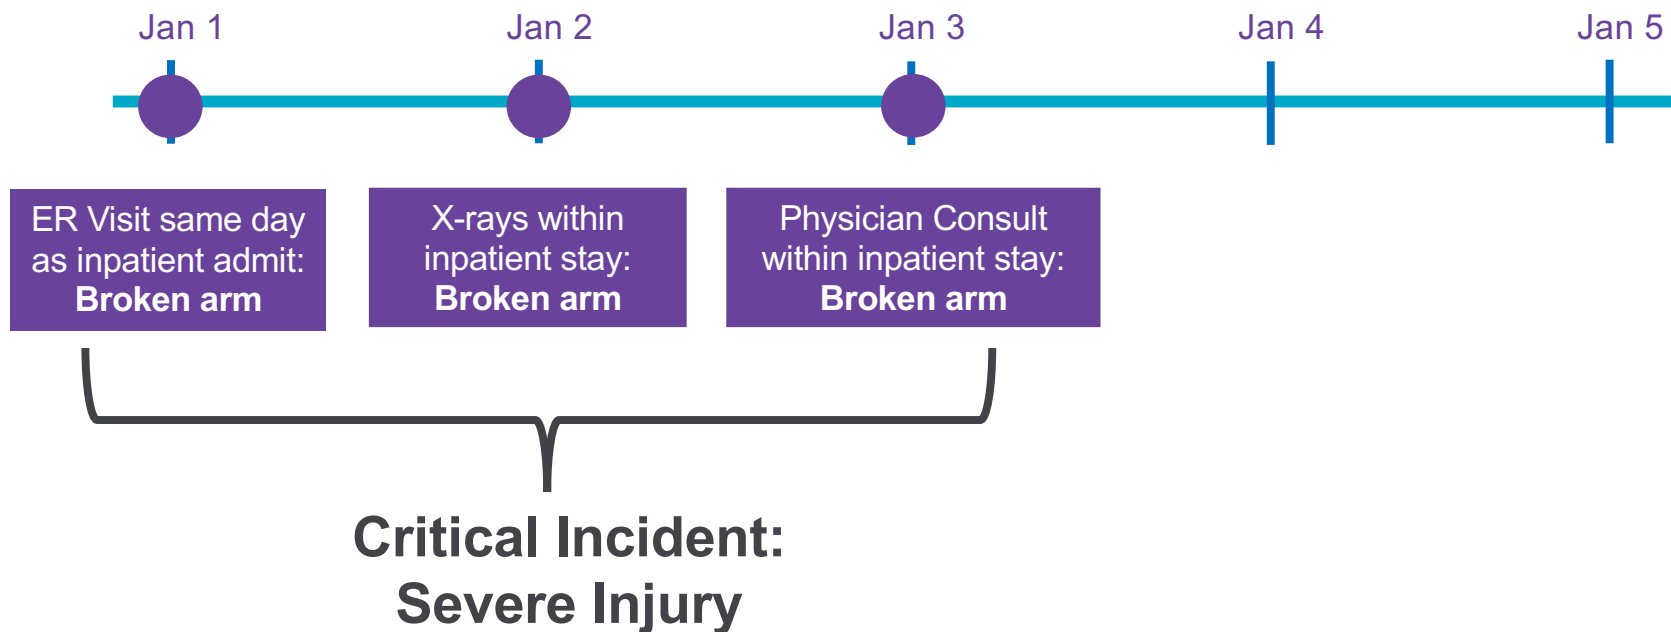 Jan 1
Jan 2
Jan 3
Jan 4
Jan 5
ER Visit same day
as inpatient admit:
Broken arm
X-rays within
inpatient stay:
Broken arm
Physician Consult
within inpatient stay:
Broken arm
Critical Incident:
Severe Injury